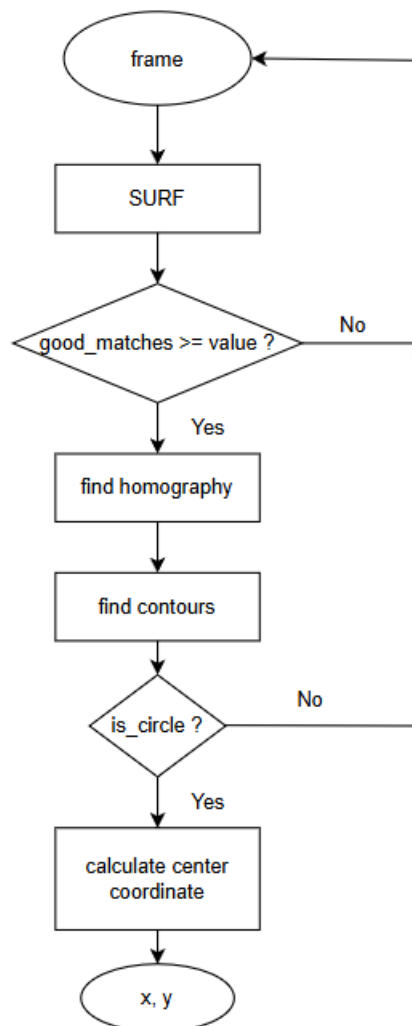 frame
SURF
good_matches >= value ?
No
Yes
find homography
find contours
is_circle ?
No
Yes
calculate center
coordinate
x, y